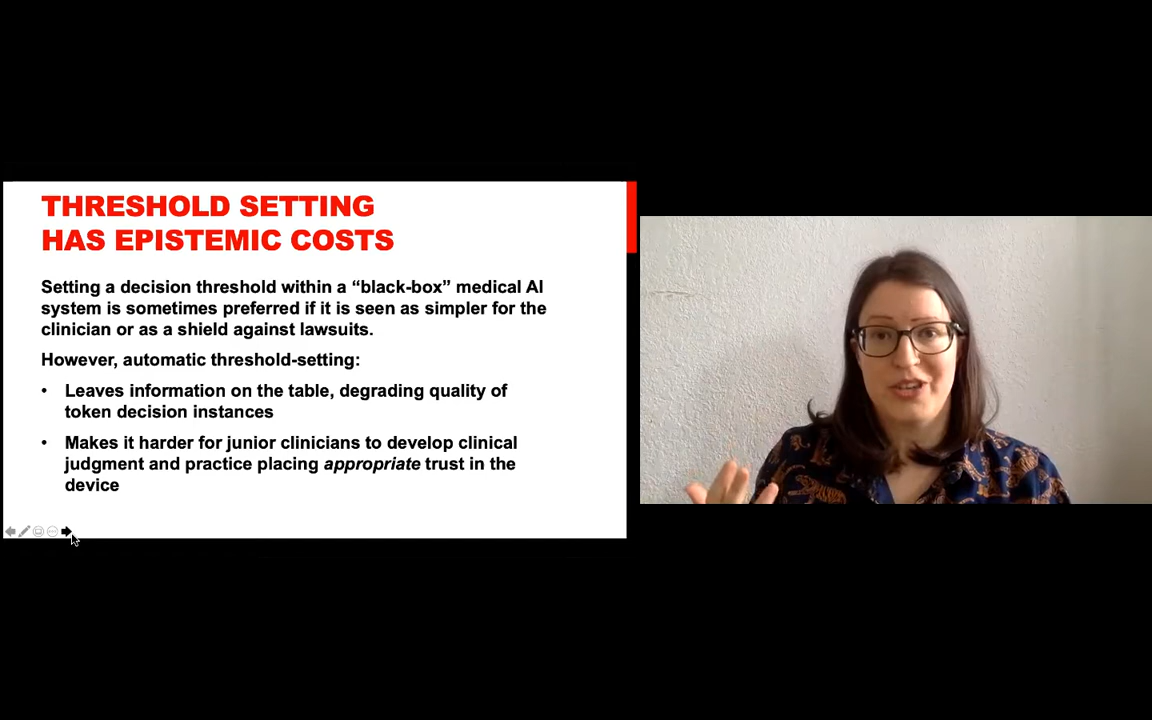 THRESHOLD SETTING
HAS EPISTEMIC COSTS
Setting a decision threshold within a “black-box” medical AI
system is sometimes preferred if it is seen as simpler for the
clinician or as a shield against lawsuits.
However, automatic threshold-setting:
• Leaves information on the table, degrading quality of
token decision instances
• Makes it harder for junior clinicians to develop clinical
judgment and practice placing appropriate trust in the
device